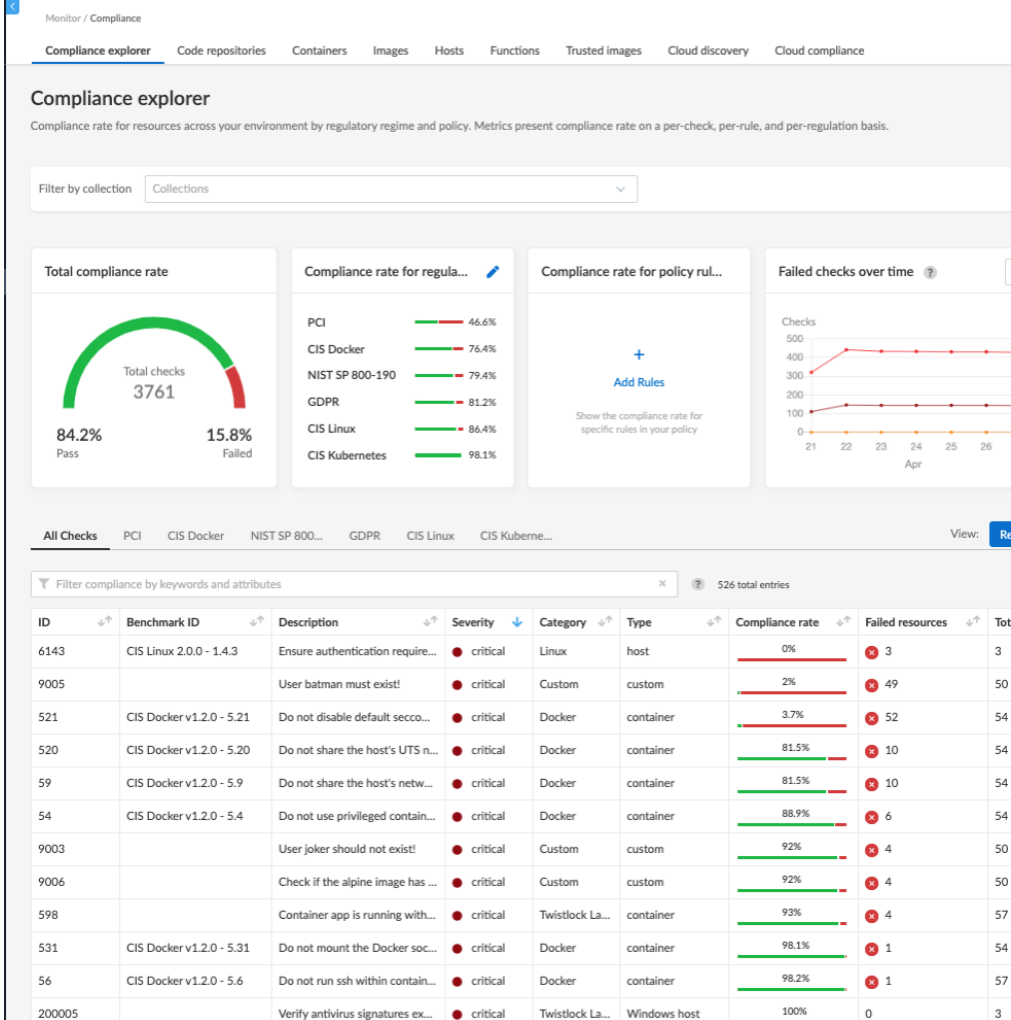 Monitor / Compliance
Compliance explorer Code repositories Containers Images Hosts Functions Trusted images Cloud discovery Cloud compliance
Compliance explorer
Compliance rate for resources across your environment by regulatory regime and policy. Metrics present compliance rate on a per-check, per-rule, and per-regulation basis.
Filter by collection Collections
Total compliance rate
Total checks
3761
84.2% 15.8%
Pass Failed
Compliance rate for regula...
PCI 46.6%
CIS Docker 76.4%
NIST SP 800-190 79.4%
GDPR 81.2%
CIS Linux 86.4%
CIS Kubernetes 98.1%
Compliance rate for policy rul...
+
Add Rules
Show the compliance rate for
specific rules in your policy
Failed checks over time ?
Checks
500
400
300
200
100
0
21 22 23 24 25 26
Apr
All Checks PCI CIS Docker NIST SP 800... GDPR CIS Linux CIS Kuberne... View: Re
Filter compliance by keywords and attributes × ? 526 total entries
ID Benchmark ID Description Severity Category Type Compliance rate Failed resources Tot
6143 CIS Linux 2.0.0 - 1.4.3 Ensure authentication require... critical Linux host 0% 3 3
9005 User batman must exist! critical Custom custom 2% 49 50
521 CIS Docker v1.2.0 - 5.21 Do not disable default secco... critical Docker container 3.7% 52 54
520 CIS Docker v1.2.0 - 5.20 Do not share the host's UTS n... critical Docker container 81.5% 10 54
59 CIS Docker v1.2.0 - 5.9 Do not share the host's netw... critical Docker container 81.5% 10 54
54 CIS Docker v1.2.0 - 5.4 Do not use privileged contain... critical Docker container 88.9% 6 54
9003 User joker should not exist! critical Custom custom 92% 4 50
9006 Check if the alpine image has ... critical Custom custom 92% 4 50
598 Container app is running with... critical Twistlock La... container 93% 4 57
531 CIS Docker v1.2.0 - 5.31 Do not mount the Docker soc... critical Docker container 98.1% 1 54
56 CIS Docker v1.2.0 - 5.6 Do not run ssh within contain... critical Docker container 98.2% 1 57
200005 Verify antivirus signatures ex... critical Twistlock La... Windows host 100% 0 3